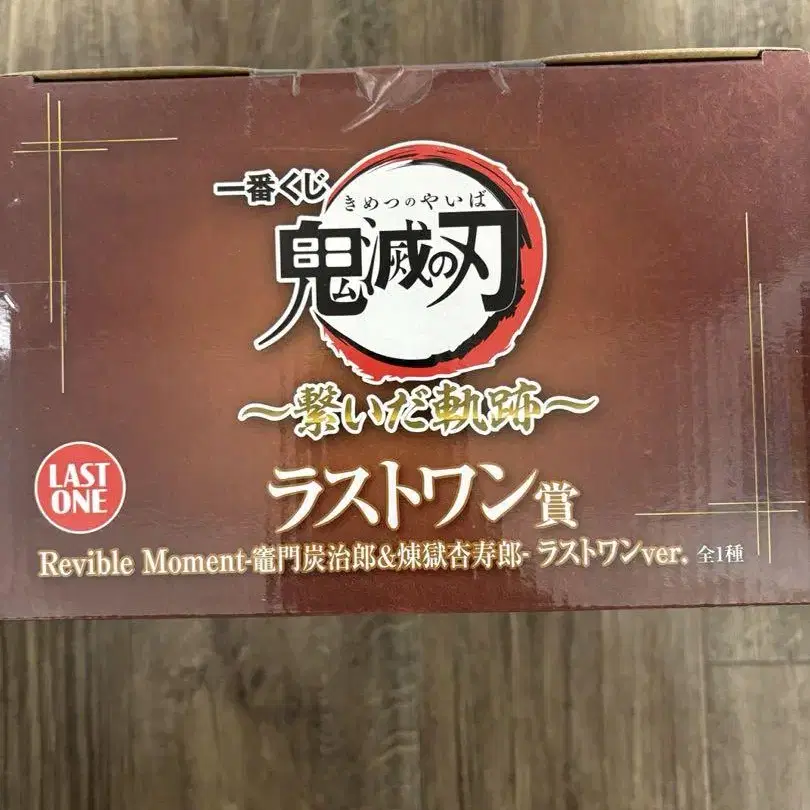 一番くじ
きめつのやいば
鬼滅の刃
～繋いだ軌跡～
LAST
ONE
ラストワン賞
Revible Moment-竈門炭治郎&煉獄杏寿郎- ラストワンver. 全1種